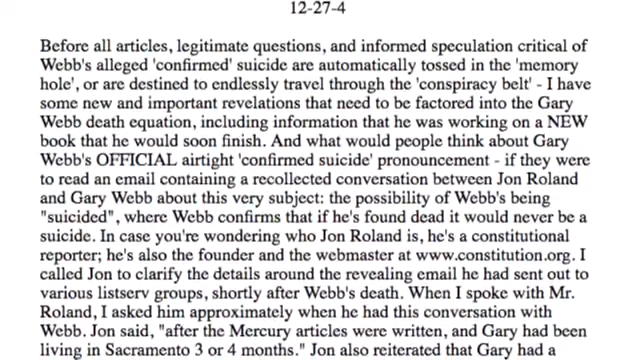 12-27-4
Before all articles, legitimate questions, and informed speculation critical of
Webb's alleged 'confirmed' suicide are automatically tossed in the 'memory
hole', or are destined to endlessly travel through the 'conspiracy belt' - I have
some new and important revelations that need to be factored into the Gary
Webb death equation, including information that he was working on a NEW
book that he would soon finish. And what would people think about Gary
Webb's OFFICIAL airtight 'confirmed suicide' pronouncement - if they were
to read an email containing a recollected conversation between Jon Roland
and Gary Webb about this very subject: the possibility of Webb's being
"suicided", where Webb confirms that if he's found dead it would never be a
suicide. In case you're wondering who Jon Roland is, he's a constitutional
reporter; he's also the founder and the webmaster at www.constitution.org. I
called Jon to clarify the details around the revealing email he had sent out to
various listserv groups, shortly after Webb's death. When I spoke with Mr.
Roland, I asked him approximately when he had this conversation with
Webb. Jon said, "after the Mercury articles were written, and Gary had been
living in Sacramento 3 or 4 months." Jon also reiterated that Gary had a